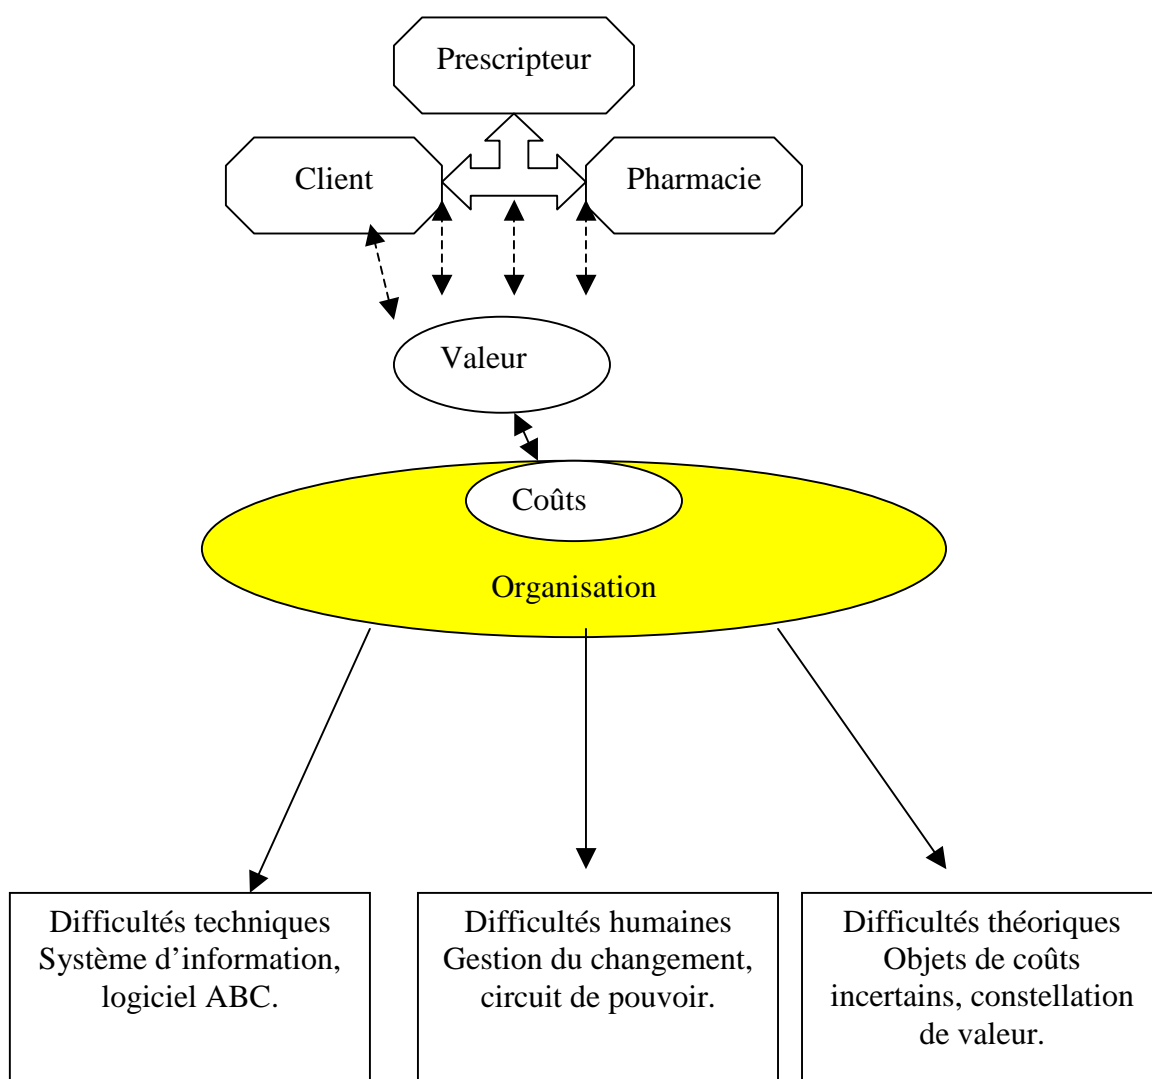 Prescripteur
Client
Pharmacie
Valeur
Coûts
Organisation
Difficultés techniques
Système d’information,
logiciel ABC.
Difficultés humaines
Gestion du changement,
circuit de pouvoir.
Difficultés théoriques
Objets de coûts
incertains, constellation
de valeur.